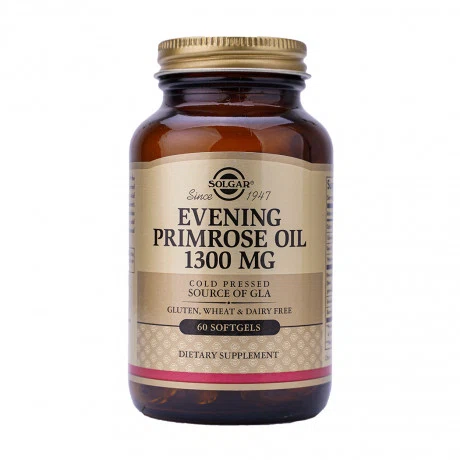 SOLGAR®
Since 1947
EVENING
PRIMROSE OIL
1300 MG
COLD PRESSED
SOURCE OF GLA
GLUTEN, WHEAT & DAIRY FREE
60 SOFTGELS
DIETARY SUPPLEMENT